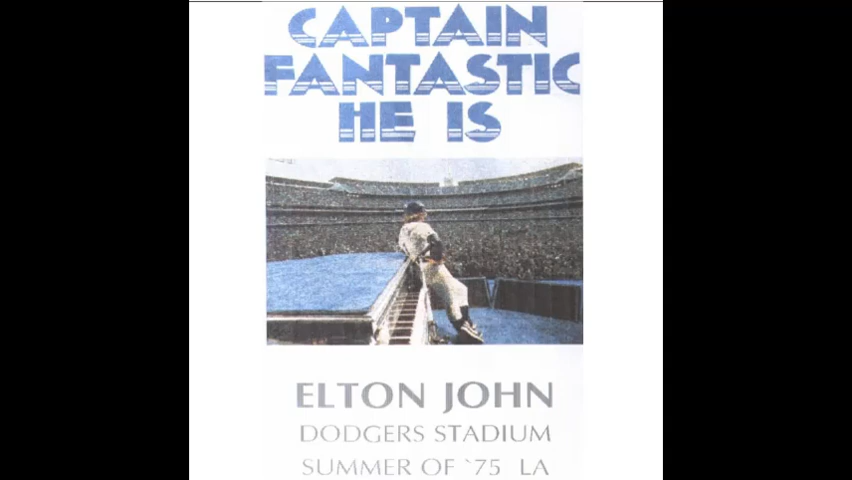 CAPTAIN
FANTASTIC
HE IS
ELTON JOHN
DODGERS STADIUM
SUMMER OF `75 LA